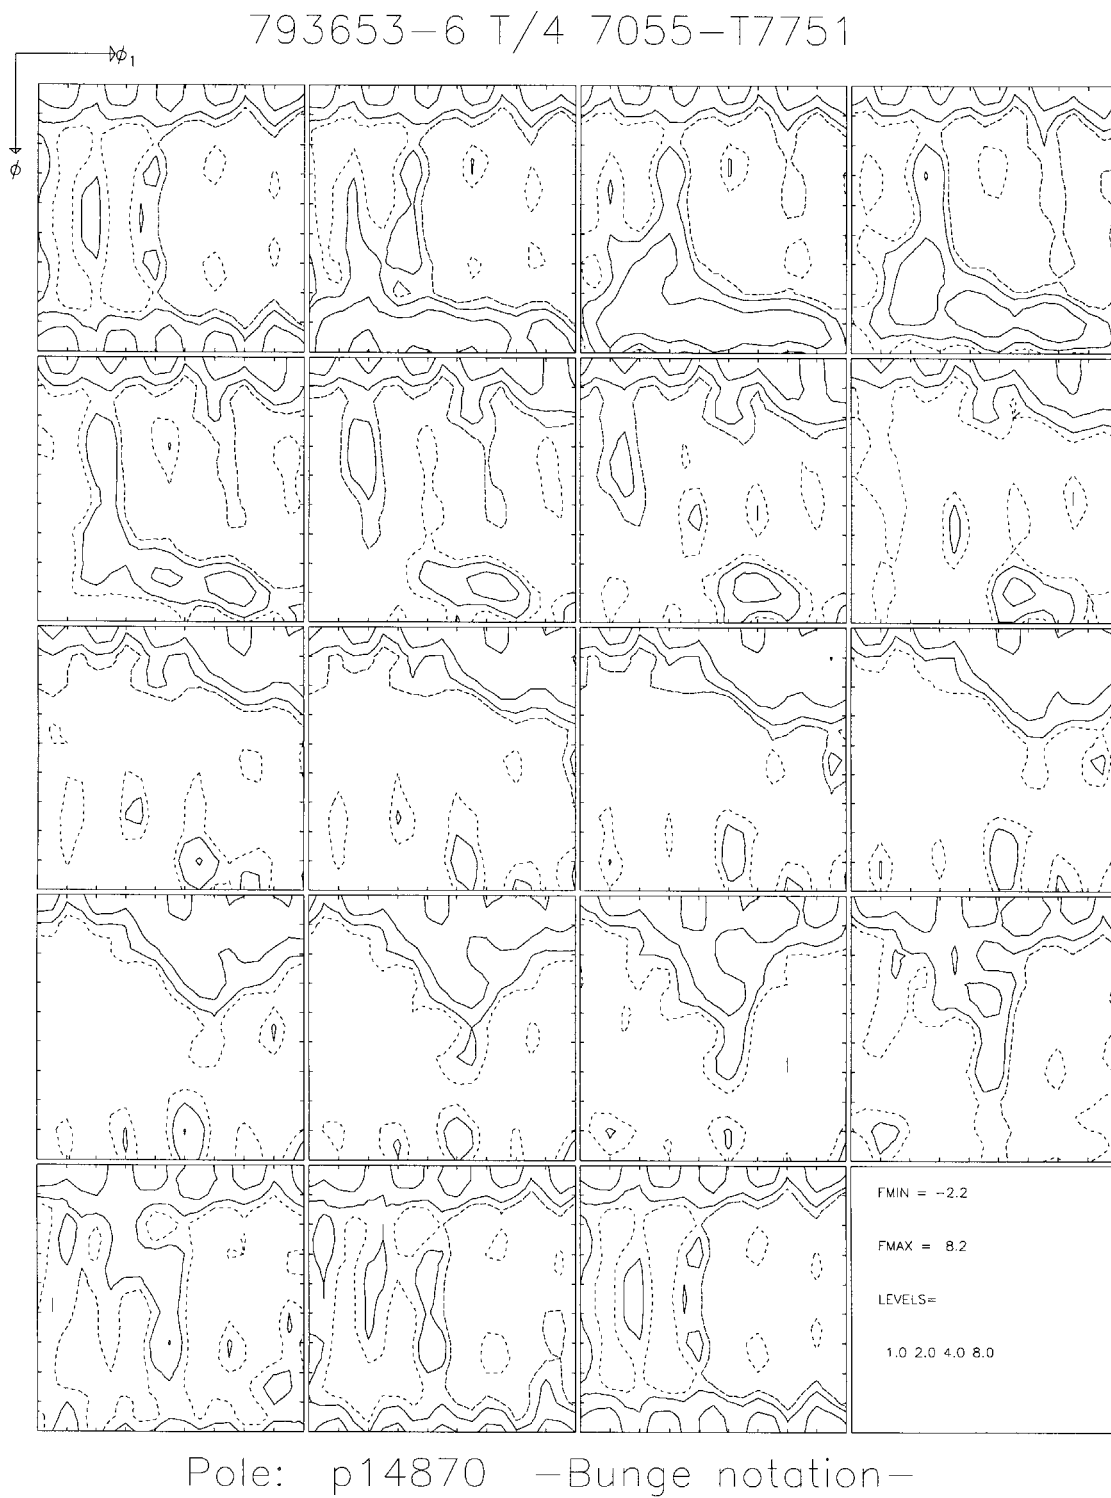 793653-6 T/4 7055-T7751
ϕ₁
ϕ
FMIN = -2.2
FMAX = 8.2
LEVELS=
1.0 2.0 4.0 8.0
Pole: p14870 -Bunge notation-